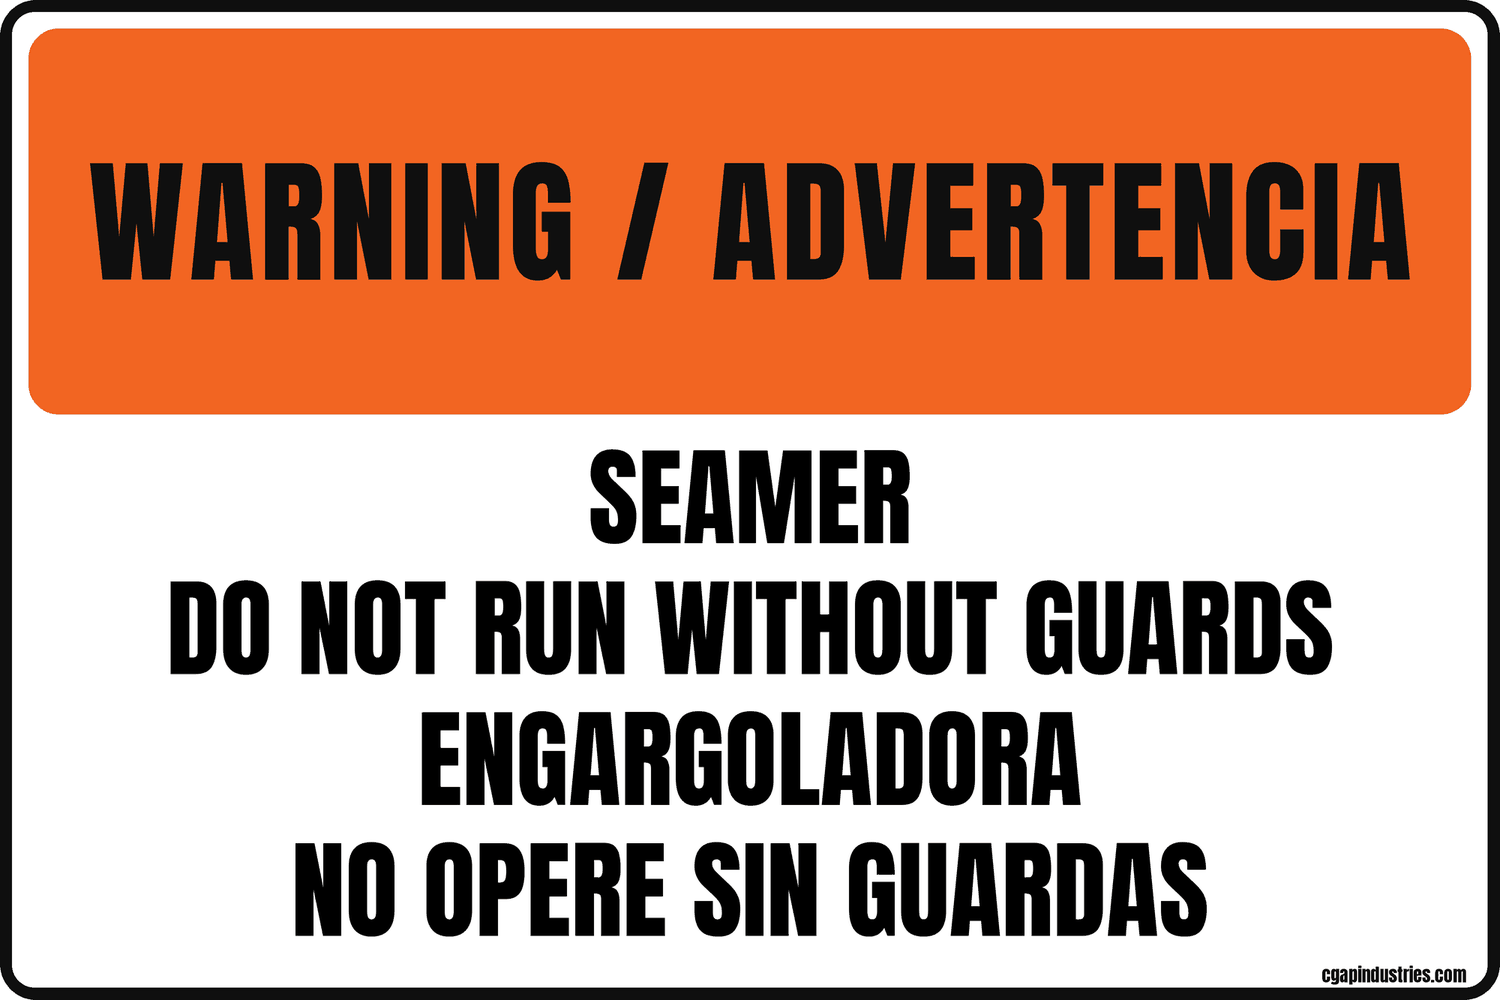 WARNING / ADVERTENCIA
SEAMER
DO NOT RUN WITHOUT GUARDS
ENGARGOLADORA
NO OPERE SIN GUARDAS
cgapindustries.com